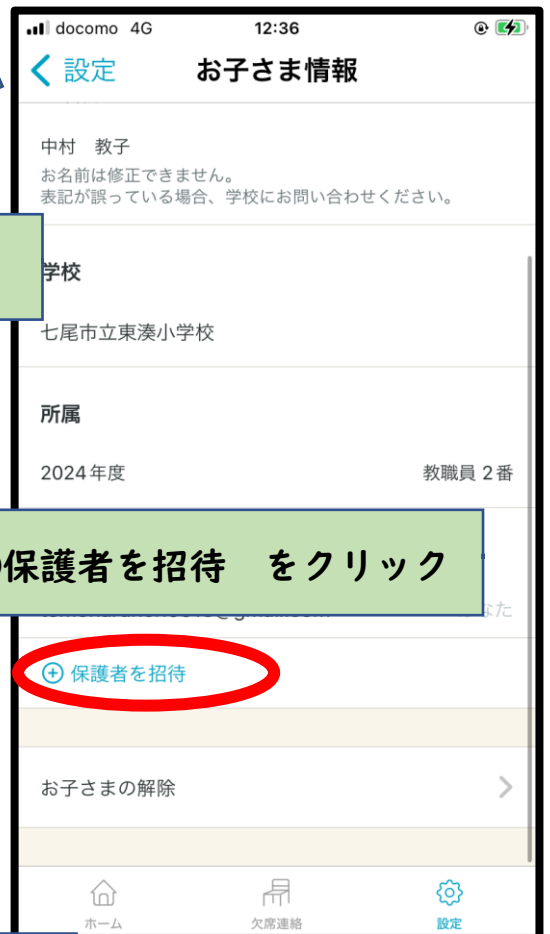 docomo 4G 12:36
設定 お子さま情報
中村 教子
お名前は修正できません。
表記が誤っている場合、学校にお問い合わせください。
学校
七尾市立東湊小学校
所属
2024年度 教職員 2番
保護者を招待 をクリック
保護者を招待
お子さまの解除
ホーム 欠席連絡 設定